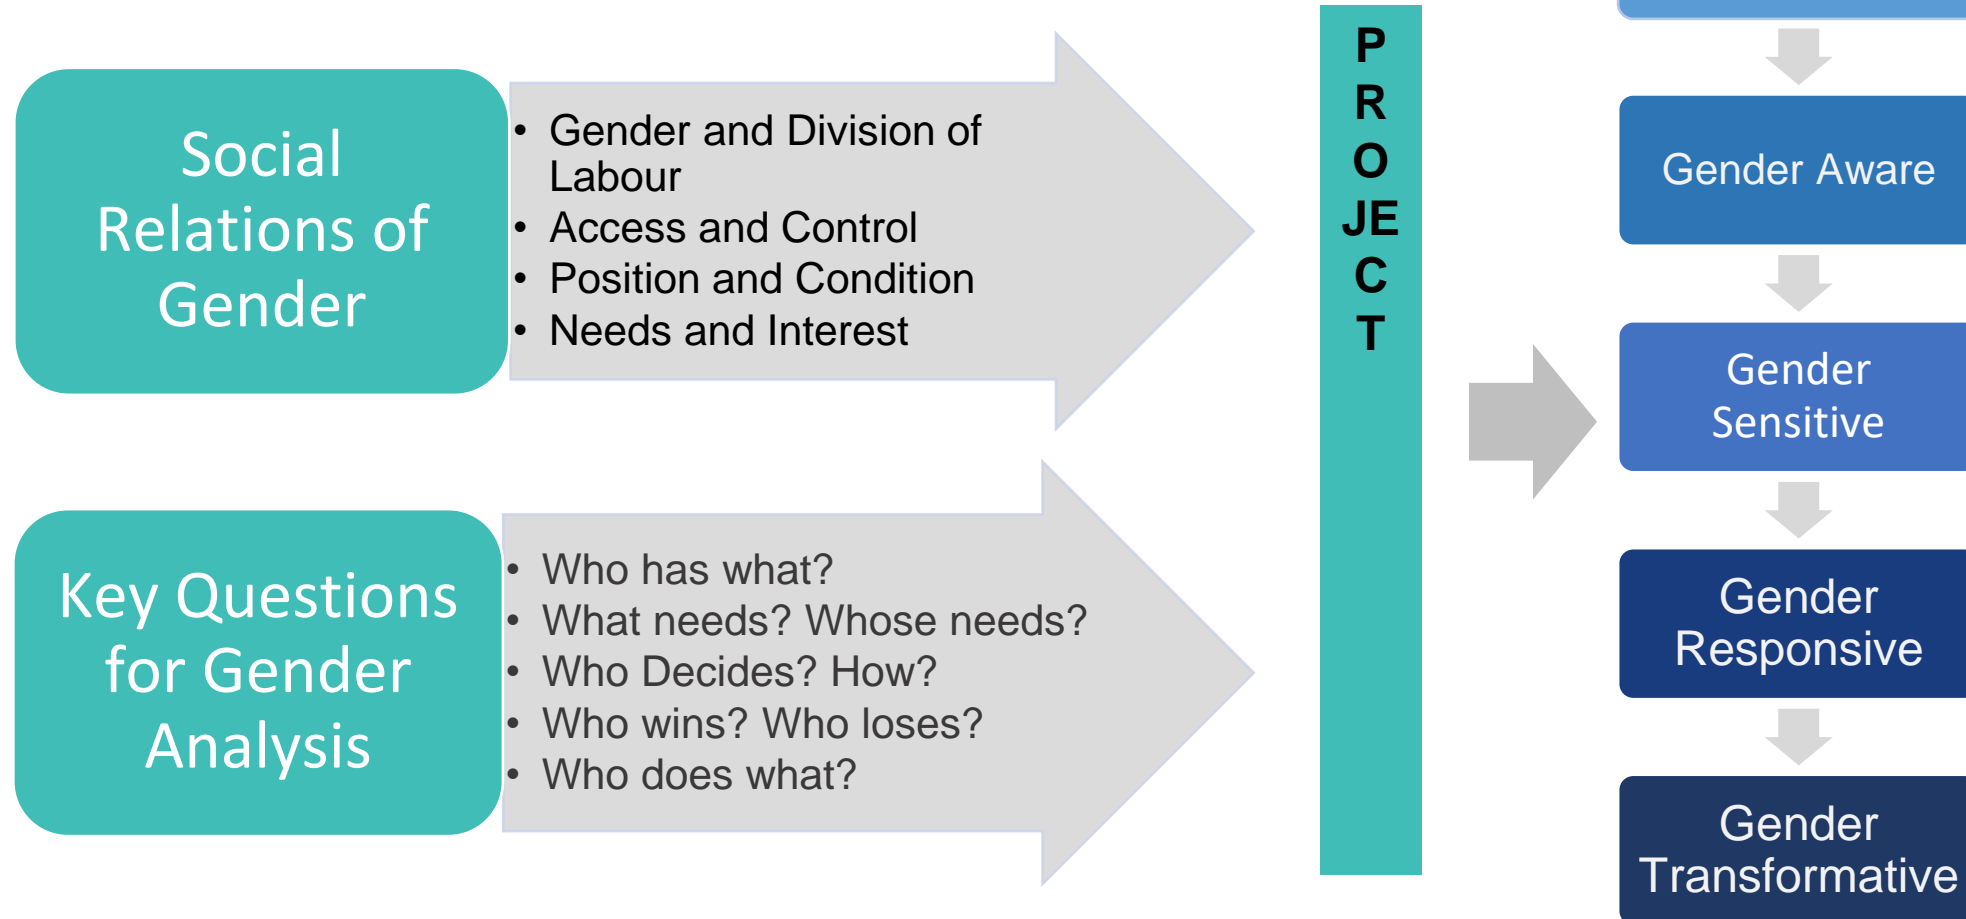 Social
Relations of
Gender
• Gender and Division of
Labour
• Access and Control
• Position and Condition
• Needs and Interest
Key Questions
for Gender
Analysis
• Who has what?
• What needs? Whose needs?
• Who Decides? How?
• Who wins? Who loses?
• Who does what?
P
R
O
JE
C
T
Gender Aware
Gender
Sensitive
Gender
Responsive
Gender
Transformative